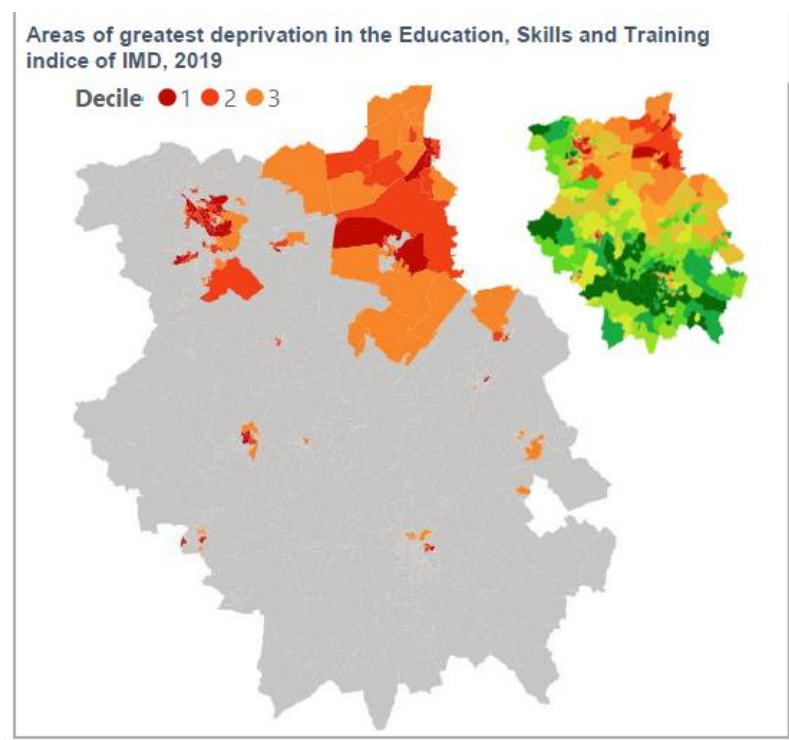 Areas of greatest deprivation in the Education, Skills and Training
indice of IMD, 2019
Decile 1 2 3